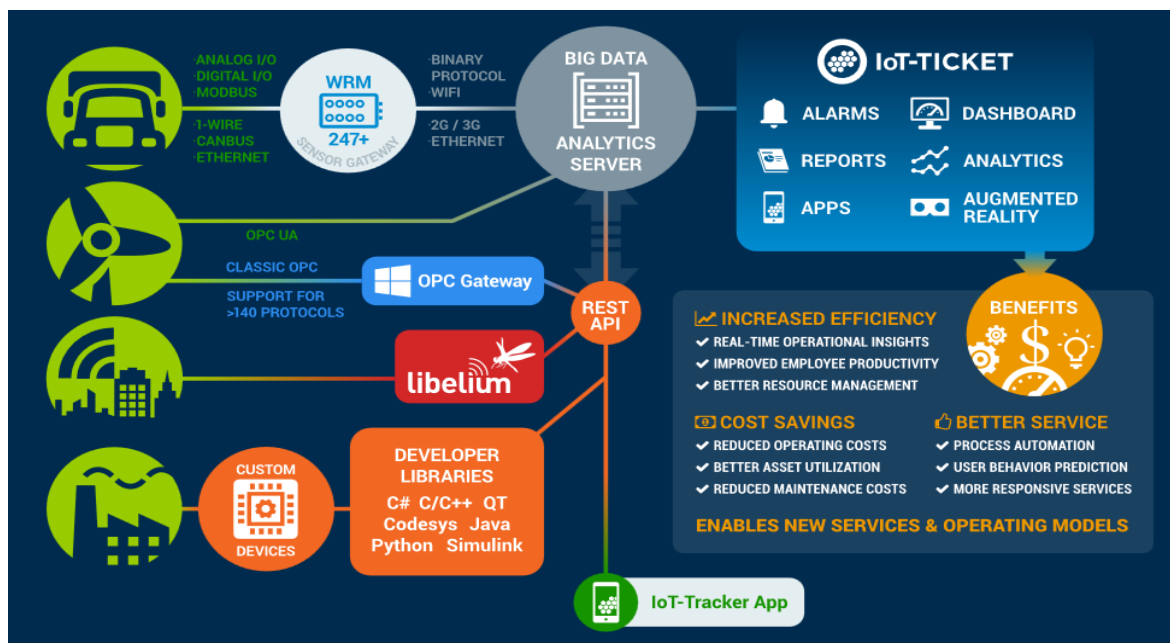 ·ANALOG I/O
·DIGITAL I/O
·MODBUS
·1-WIRE
·CANBUS
·ETHERNET
WRM
247+
SENSOR GATEWAY
·BINARY
PROTOCOL
·WIFI
·2G / 3G
·ETHERNET
BIG DATA
ANALYTICS
SERVER
IoT-TICKET
ALARMS
DASHBOARD
REPORTS
ANALYTICS
APPS
AUGMENTED
REALITY
OPC UA
CLASSIC OPC
SUPPORT FOR
>140 PROTOCOLS
OPC Gateway
REST
API
libelium
CUSTOM
DEVICES
DEVELOPER
LIBRARIES
C# C/C++ QT
Codesys Java
Python Simulink
IoT-Tracker App
BENEFITS
$
INCREASED EFFICIENCY
REAL-TIME OPERATIONAL INSIGHTS
IMPROVED EMPLOYEE PRODUCTIVITY
BETTER RESOURCE MANAGEMENT
COST SAVINGS
REDUCED OPERATING COSTS
BETTER ASSET UTILIZATION
REDUCED MAINTENANCE COSTS
BETTER SERVICE
PROCESS AUTOMATION
USER BEHAVIOR PREDICTION
MORE RESPONSIVE SERVICES
ENABLES NEW SERVICES & OPERATING MODELS